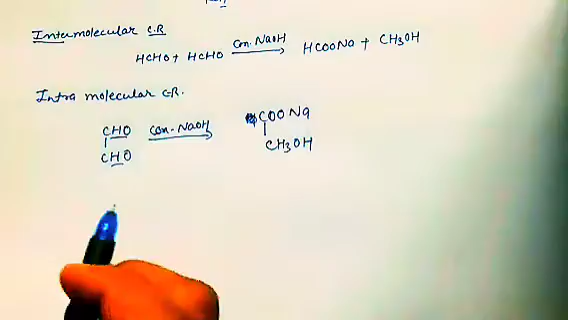 Intermolecular C.R
HCHO + HCHO Con. NaOH HCOONa + CH3OH
Intra molecular C.R.
CHO Con. NaOH COONa
CHO CH3OH